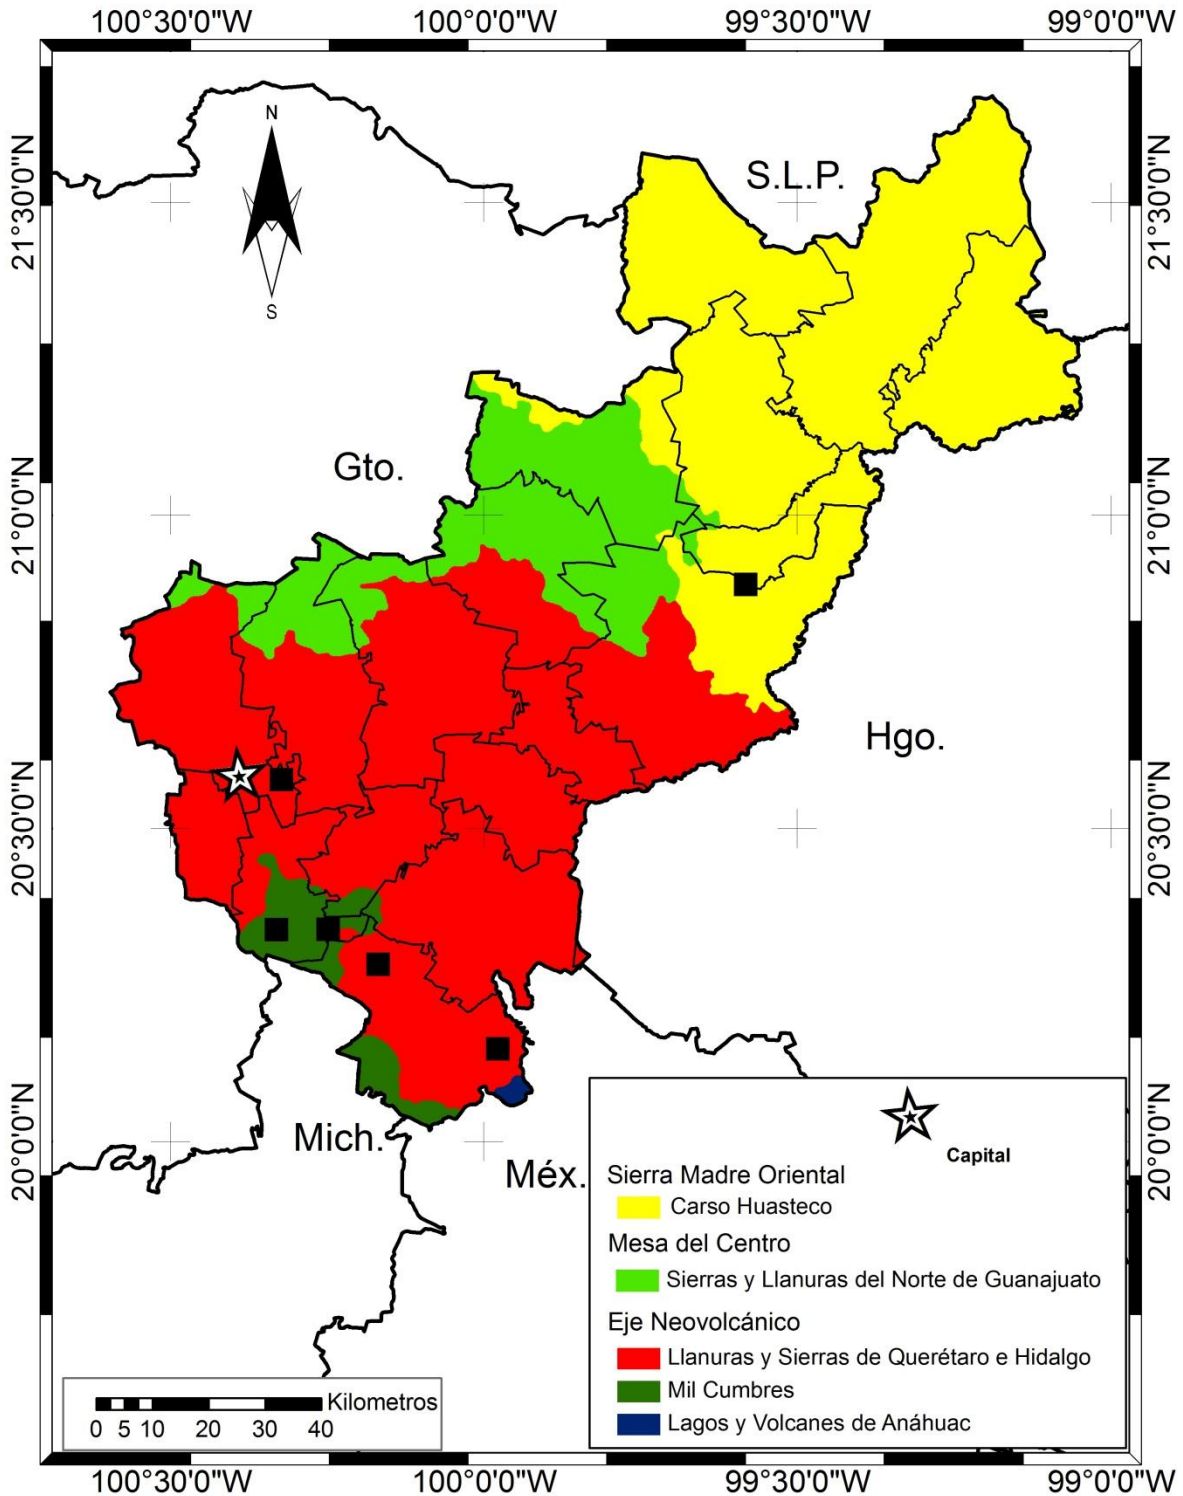 100°30'0"W 100°0'0"W 99°30'0"W 99°0'0"W
N
S
S.L.P.
21°30'0"N 21°30'0"N
Gto.
21°0'0"N 21°0'0"N
Hgo.
20°30'0"N 20°30'0"N
Mich.
Méx.
20°0'0"N 20°0'0"N
Capital
Sierra Madre Oriental
Carso Huasteco
Mesa del Centro
Sierras y Llanuras del Norte de Guanajuato
Eje Neovolcánico
Llanuras y Sierras de Querétaro e Hidalgo
Mil Cumbres
Lagos y Volcanes de Anáhuac
Kilometros
0 5 10 20 30 40
100°30'0"W 100°0'0"W 99°30'0"W 99°0'0"W